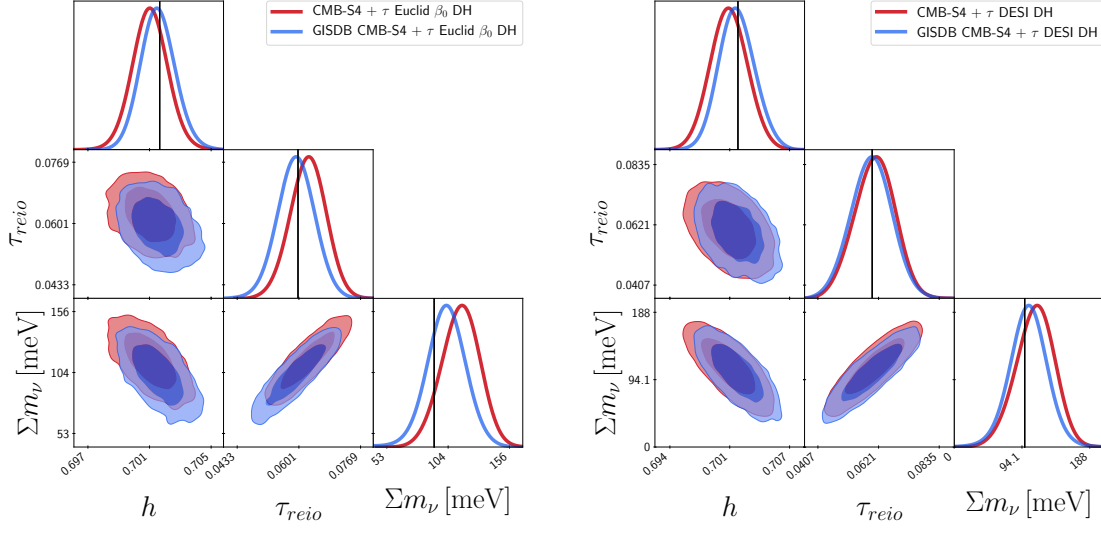 CMB-S4 + τ Euclid β₀ DH
GISDB CMB-S4 + τ Euclid β₀ DH
0.0769
0.0601
0.0433
τreio
156
104
53
Σmν [meV]
0.697
0.701
0.705
0.0433
0.0601
0.0769
53
104
156
h
τreio
Σmν [meV]
CMB-S4 + τ DESI DH
GISDB CMB-S4 + τ DESI DH
0.0835
0.0621
0.0407
τreio
188
94.1
0
Σmν [meV]
0.694
0.701
0.707
0.0407
0.0621
0.0835
0
94.1
188
h
τreio
Σmν [meV]